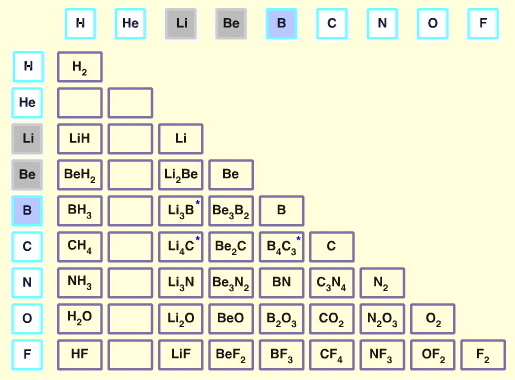 H He Li Be B C N O F
H H₂
He
Li LiH Li
Be BeH₂ Li₂Be Be
B BH₃ Li₃B* Be₃B₂ B
C CH₄ Li₄C* Be₂C B₄C₃* C
N NH₃ Li₃N Be₃N₂ BN C₃N₄ N₂
O H₂O Li₂O BeO B₂O₃ CO₂ N₂O₃ O₂
F HF LiF BeF₂ BF₃ CF₄ NF₃ OF₂ F₂